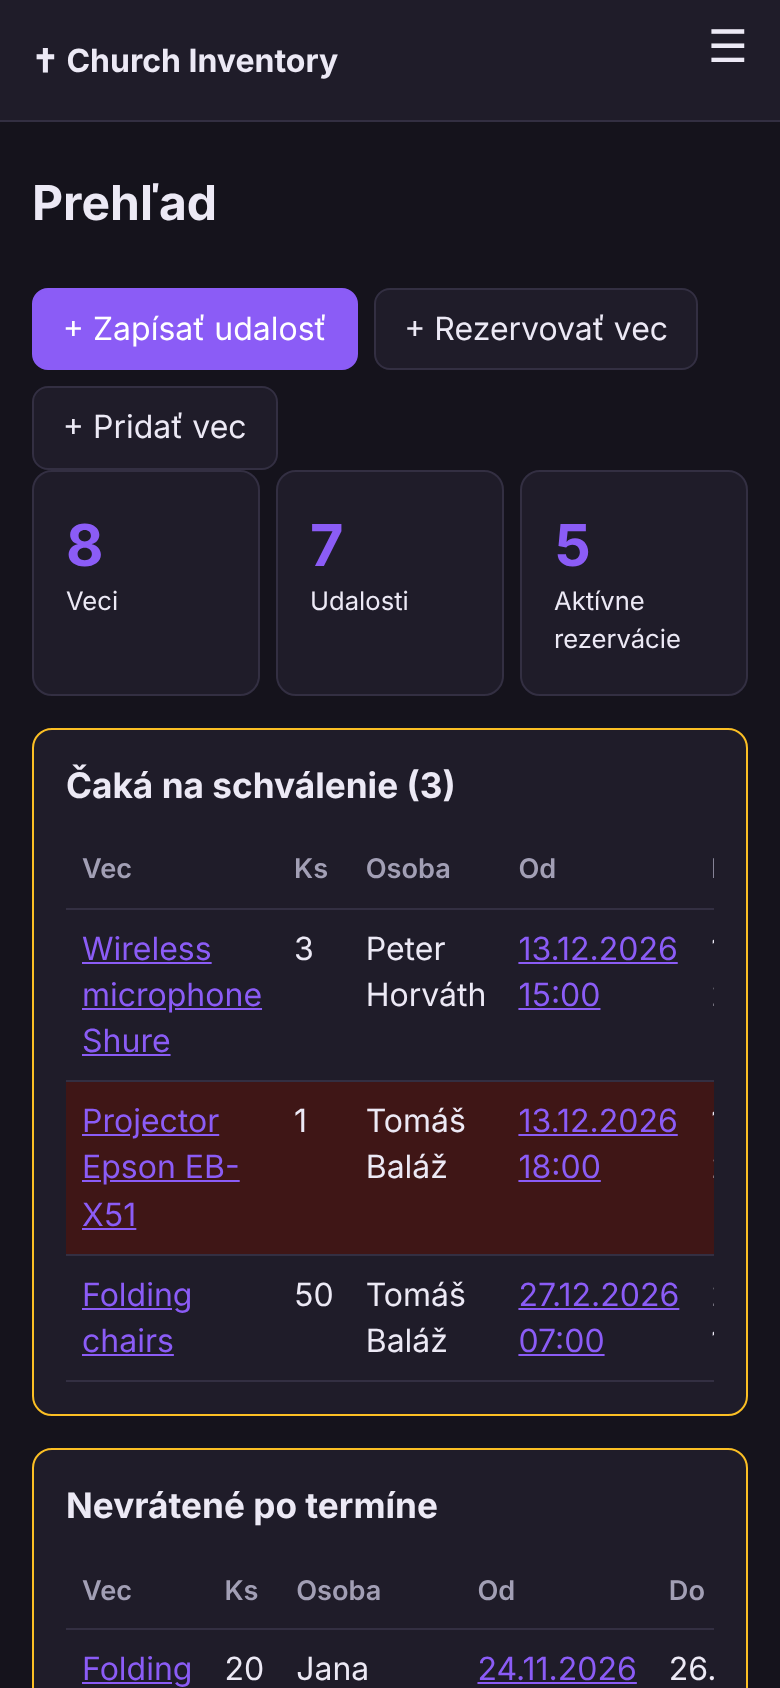 ✝ Church Inventory
☰
Prehľad
+ Zapísať udalosť
+ Rezervovať vec
+ Pridať vec
8
Veci
7
Udalosti
5
Aktívne
rezervácie
Čaká na schválenie (3)
Vec Ks Osoba Od
Wireless microphone Shure 3 Peter Horváth 13.12.2026 15:00
Projector Epson EB-X51 1 Tomáš Baláž 13.12.2026 18:00
Folding chairs 50 Tomáš Baláž 27.12.2026 07:00
Nevrátené po termíne
Vec Ks Osoba Od Do
Folding 20 Jana 24.11.2026 26.